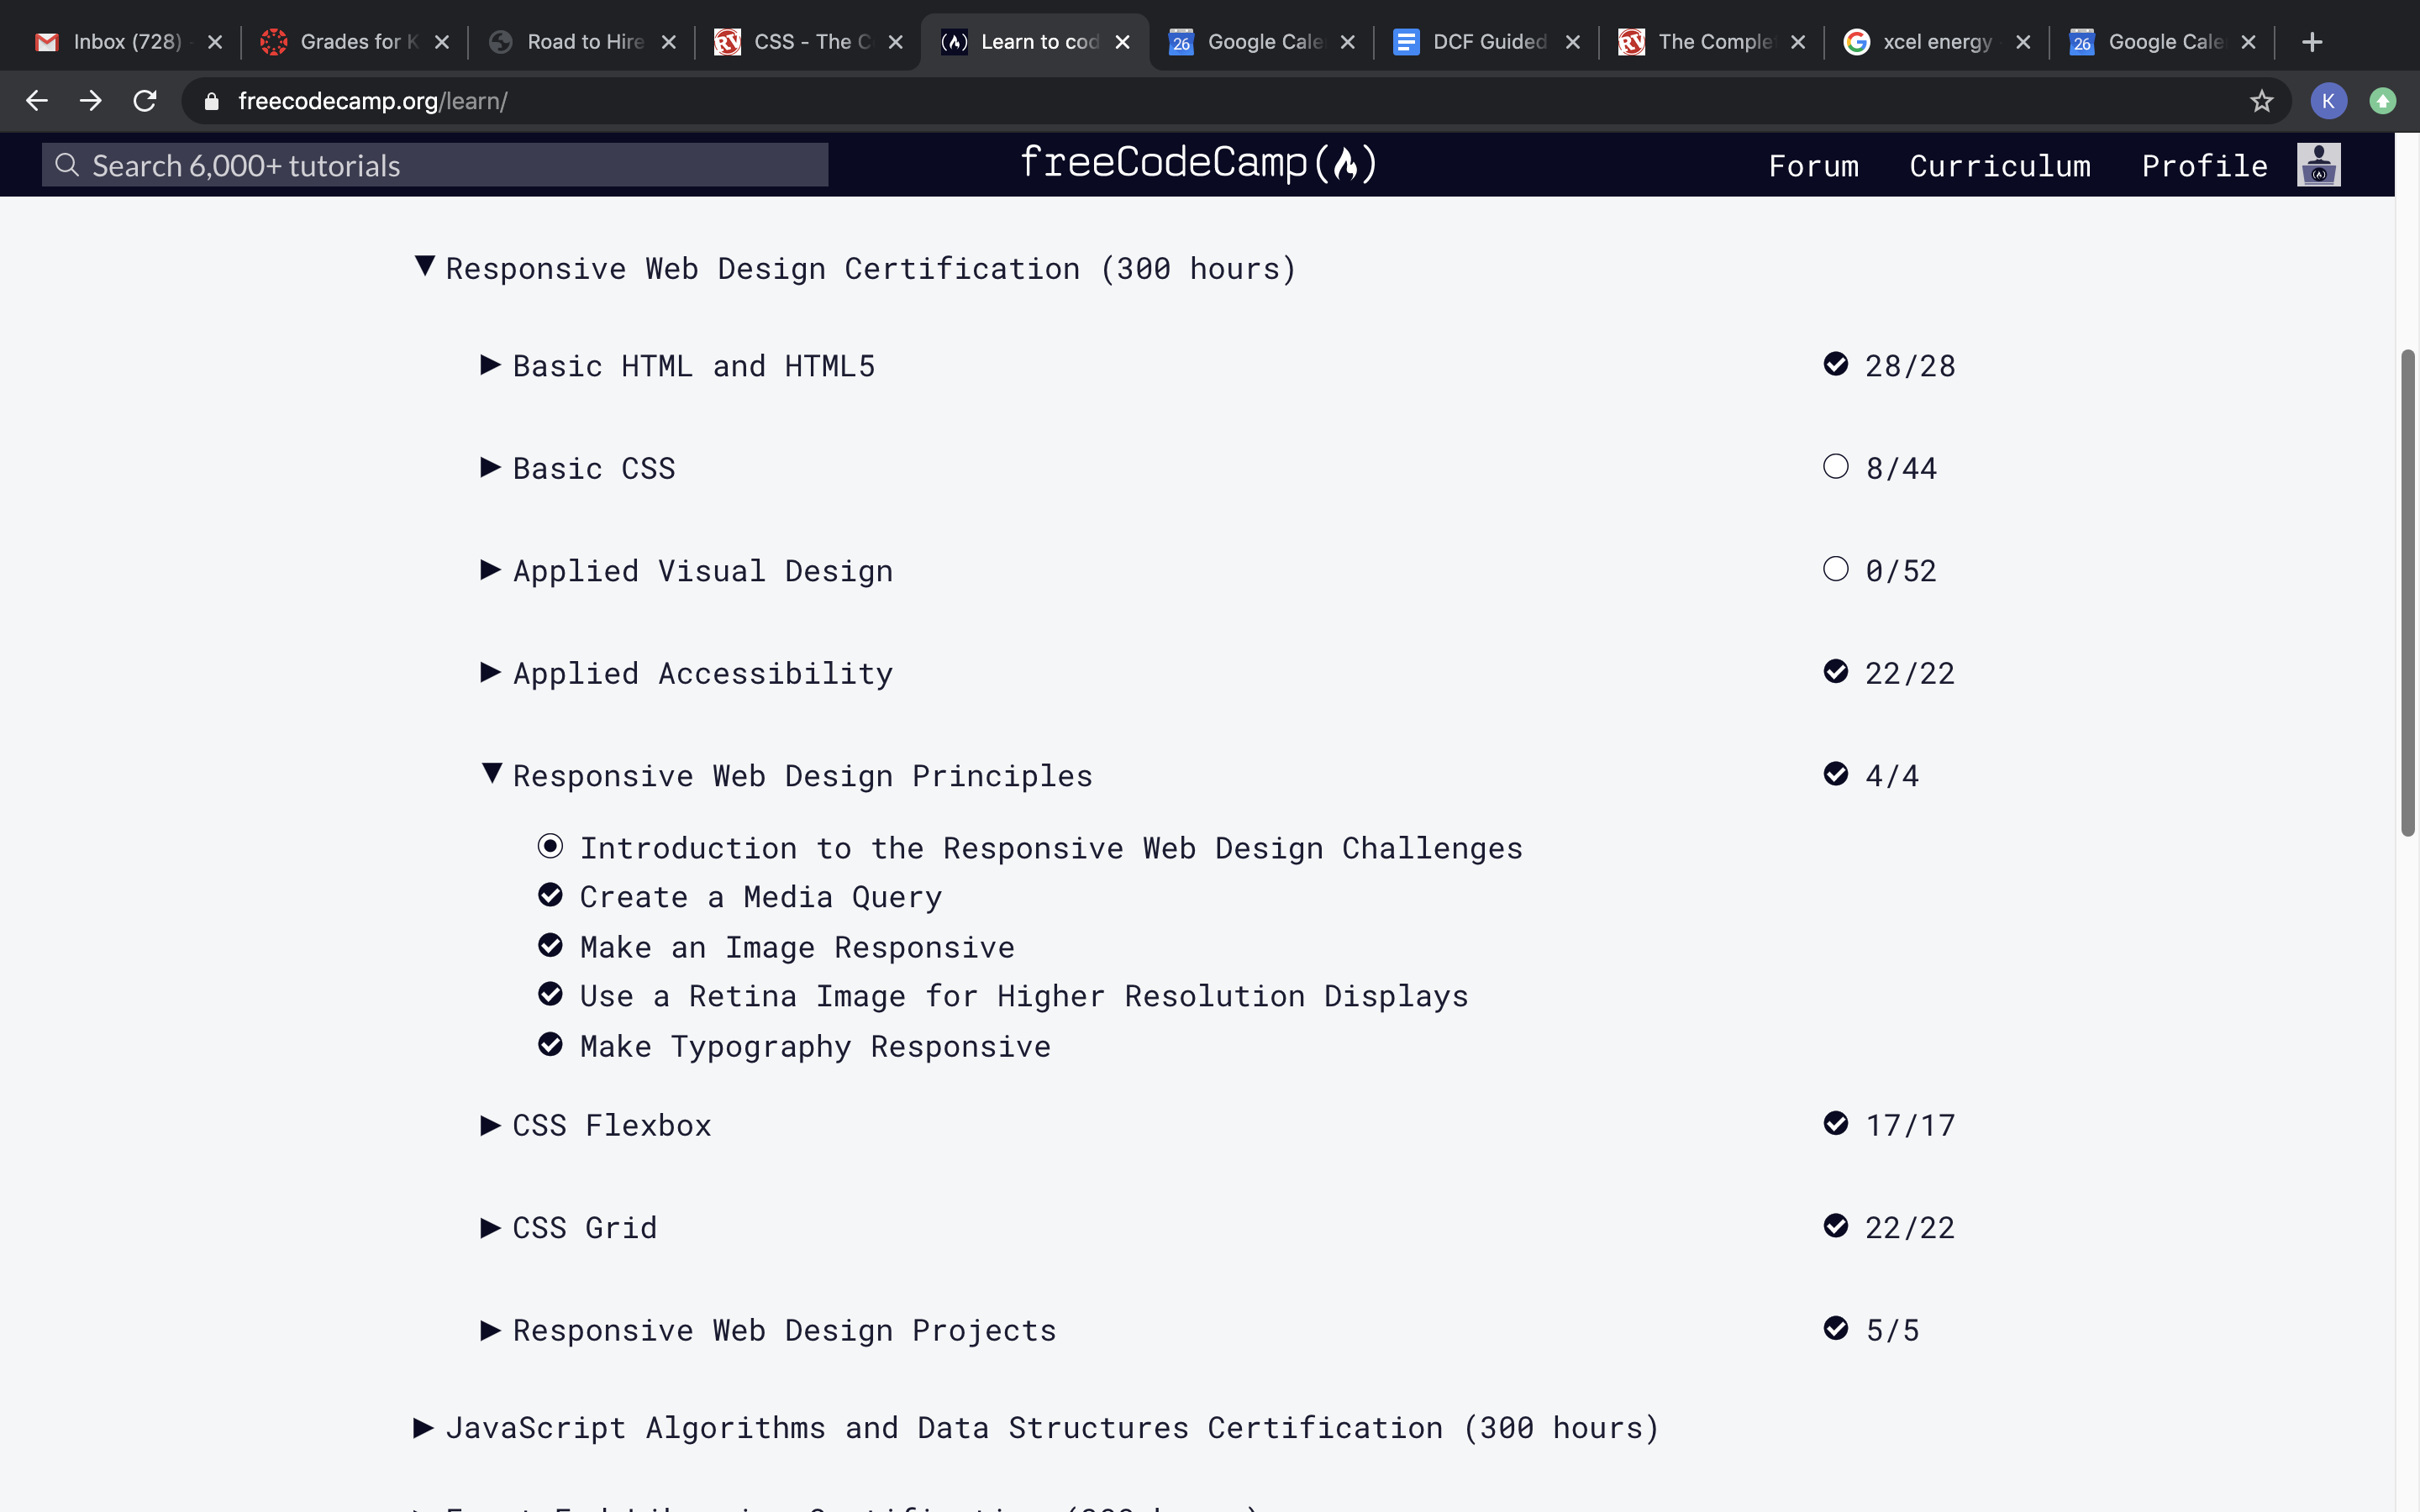 Inbox (728)
Grades for K
Road to Hire
CSS - The C
Learn to cod
Google Cale
DCF Guided
The Comple
xcel energy
Google Cale
freecodecamp.org/learn/
K
Search 6,000+ tutorials
freeCodeCamp
Forum
Curriculum
Profile
Responsive Web Design Certification (300 hours)
Basic HTML and HTML5 28/28
Basic CSS 8/44
Applied Visual Design 0/52
Applied Accessibility 22/22
Responsive Web Design Principles 4/4
Introduction to the Responsive Web Design Challenges
Create a Media Query
Make an Image Responsive
Use a Retina Image for Higher Resolution Displays
Make Typography Responsive
CSS Flexbox 17/17
CSS Grid 22/22
Responsive Web Design Projects 5/5
JavaScript Algorithms and Data Structures Certification (300 hours)